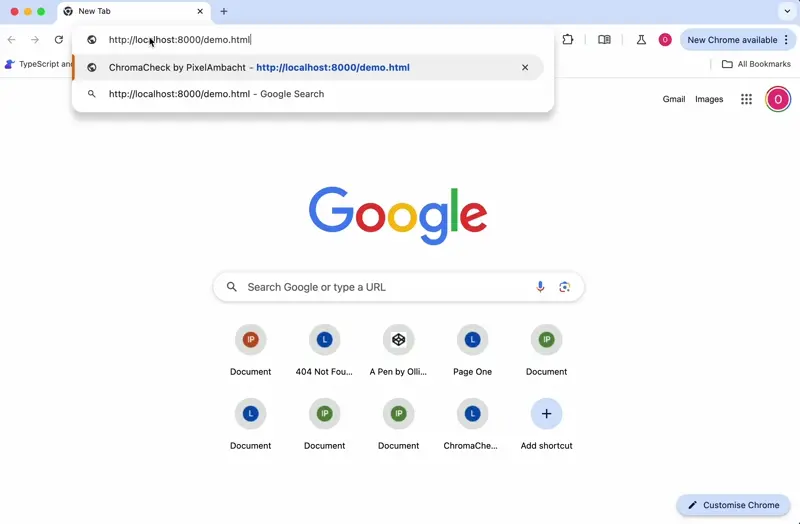 New Tab
http://localhost:8000/demo.html
New Chrome available
ChromaCheck by PixelAmbacht – http://localhost:8000/demo.html
http://localhost:8000/demo.html – Google Search
TypeScript an
All Bookmarks
Gmail
Images
O
O
Google
Search Google or type a URL
IP
L
L
IP
Document
404 Not Fou...
A Pen by Olli...
Page One
Document
L
IP
IP
L
Document
Document
Document
ChromaChe...
Add shortcut
Customise Chrome